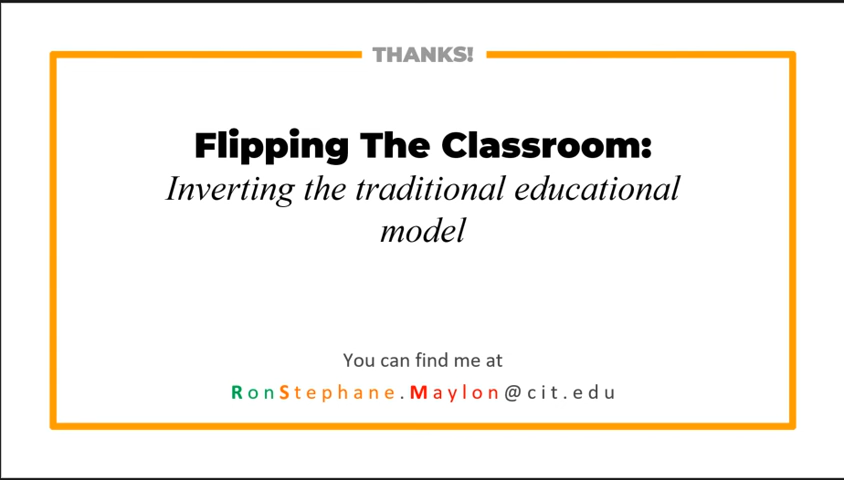 THANKS!
Flipping The Classroom:
Inverting the traditional educational
model
You can find me at
RonStephane.Maylon@cit.edu